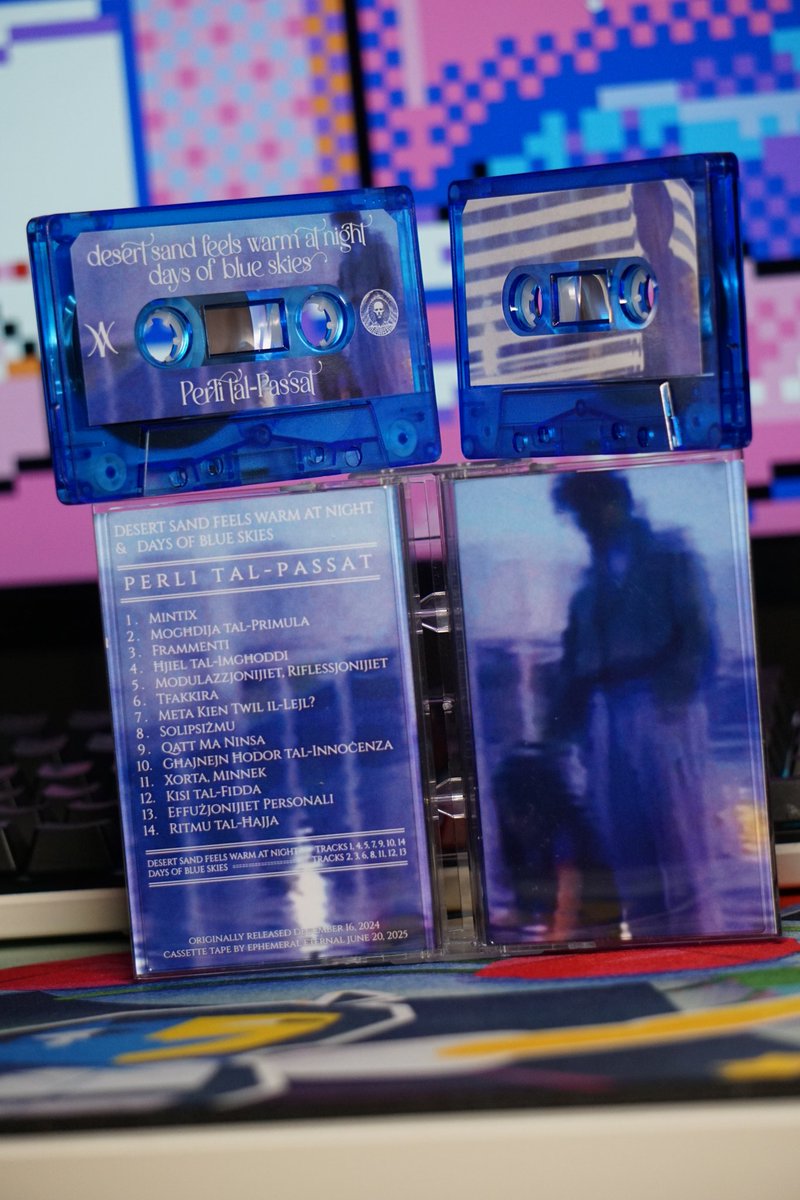 desert sand feels warm at night
days of blue skies
Perli tal-Passat
DESERT SAND FEELS WARM AT NIGHT
& DAYS OF BLUE SKIES
PERLI TAL-PASSAT
1. MINTIX
2. MOGĦDIJA TAL-PRIMULA
3. FRAMMENTI
4. ĦJIEL TAL-IMGĦODDI
5. MODULAZZJONIJIET, RIFLESSJONIJIET
6. TFAKKIRA
7. META KIEN TWIL IL-LEJL?
8. SOLIPSIŻMU
9. QATT MA NINSA
10. GĦAJNEJN ĦODOR TAL-INNOĊENZA
11. XORTA, MINNEK
12. KISI TAL-FIDDA
13. EFFUŻJONIJIET PERSONALI
14. RITMU TAL-ĦAJJA
DESERT SAND FEELS WARM AT NIGHT TRACKS 1, 4, 5, 7, 9, 10, 14
DAYS OF BLUE SKIES TRACKS 2, 3, 6, 8, 11, 12, 13
ORIGINALLY RELEASED DECEMBER 16, 2024
CASSETTE TAPE BY EPHEMERAL ETERNAL JUNE 20, 2025